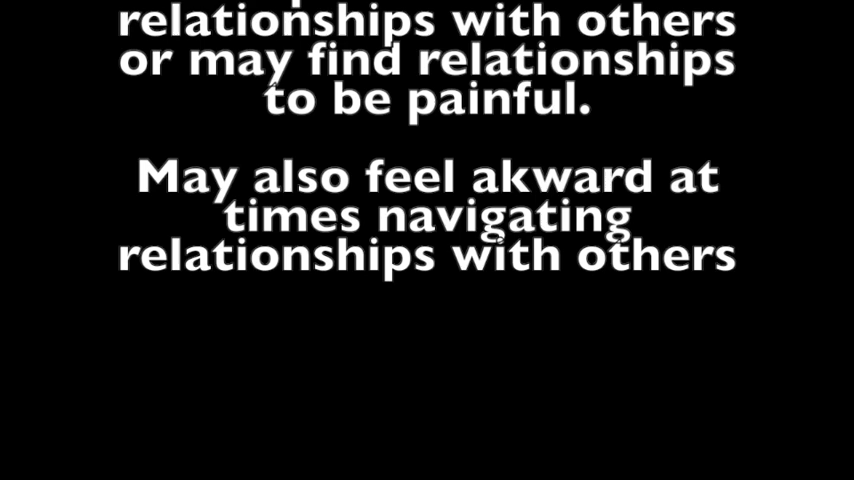 relationships with others
or may find relationships
to be painful.
May also feel akward at
times navigating
relationships with others